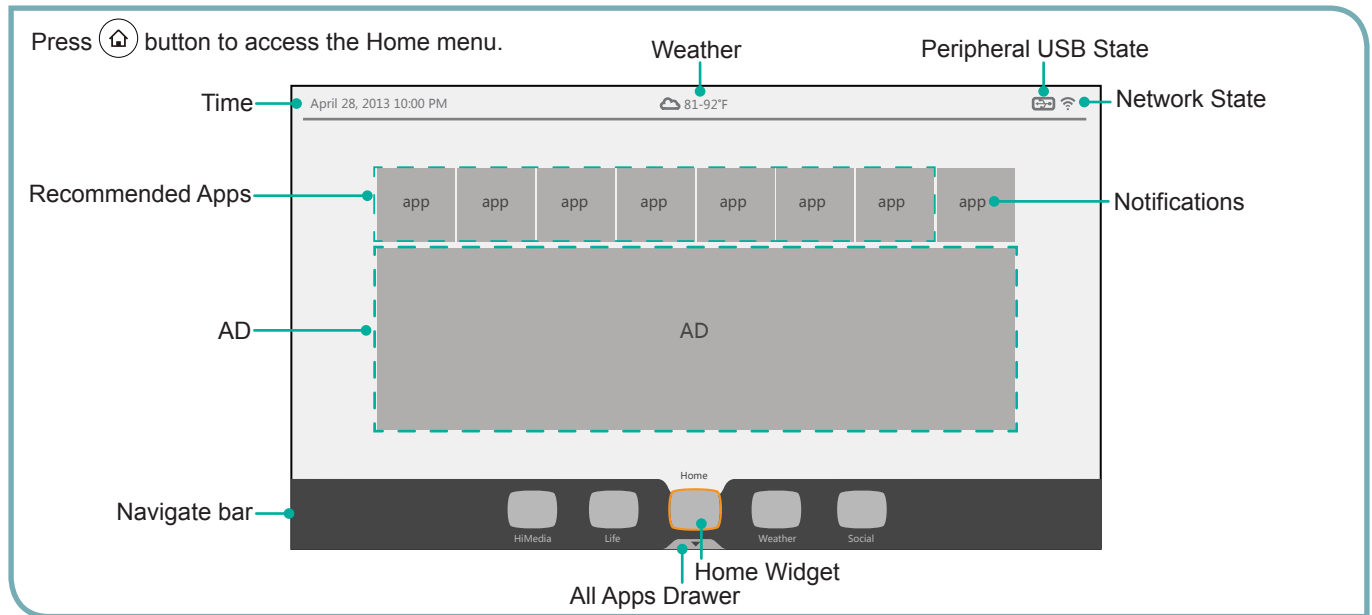 Press button to access the Home menu.
Weather
Peripheral USB State
Time
April 28, 2013 10:00 PM
81-92°F
Network State
Recommended Apps
app app app app app app app app
Notifications
AD
AD
Home
Navigate bar
HiMedia Life Weather Social
Home Widget
All Apps Drawer